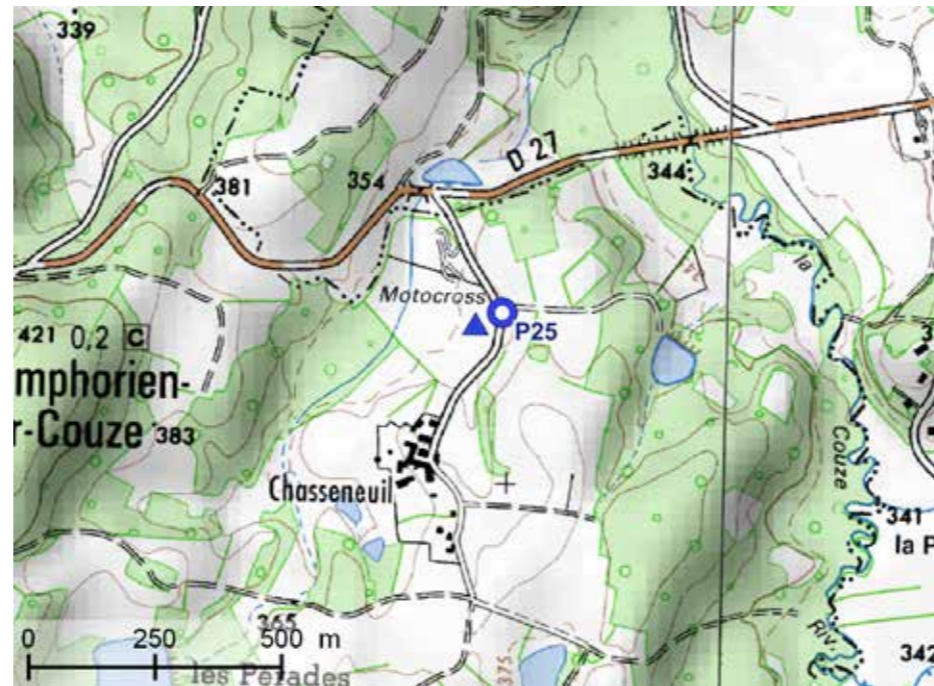 339
D 27
381
354
344
la
Motocross
P25
421 0,2 C
mphorien-
r-Couze 383
Couze
Chasseneuil
341
la P
365
0 250 500 m
Riv.
342
les Perades
375